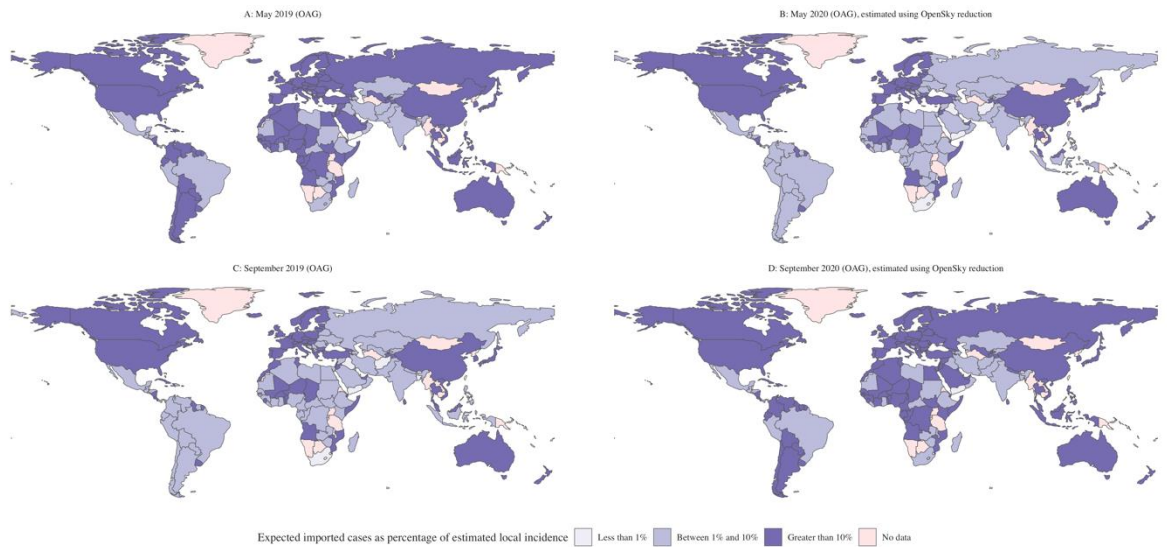 A: May 2019 (OAG)
B: May 2020 (OAG), estimated using OpenSky reduction
C: September 2019 (OAG)
D: September 2020 (OAG), estimated using OpenSky reduction
Expected imported cases as percentage of estimated local incidence Less than 1% Between 1% and 10% Greater than 10% No data